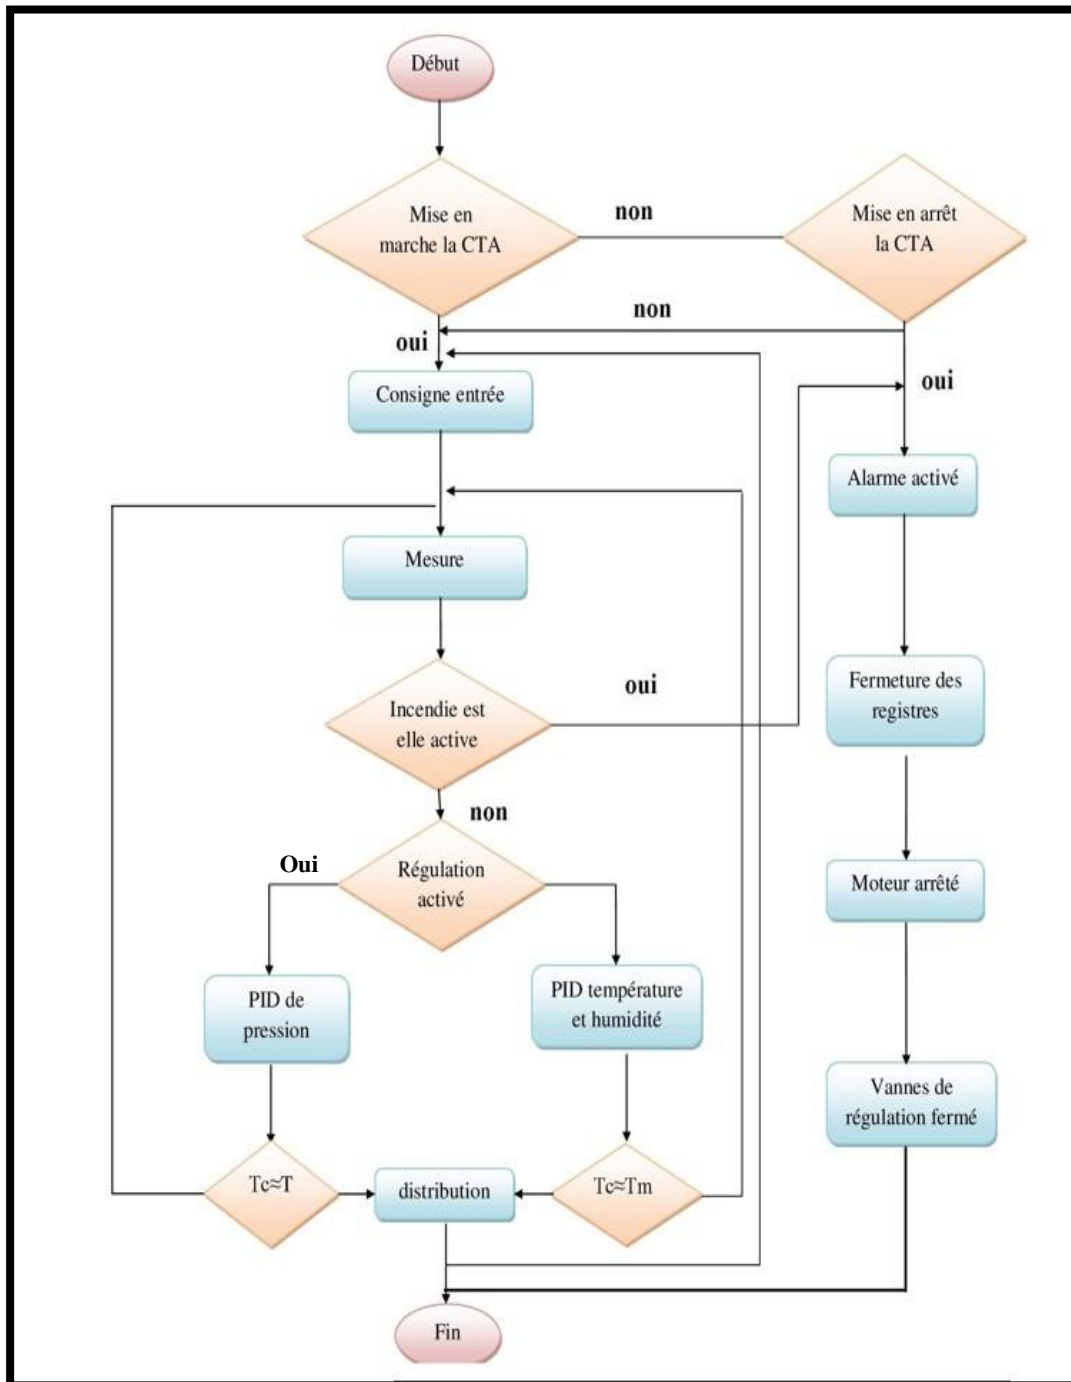 Début
Mise en
marche la CTA
non
Mise en arrêt
la CTA
non
oui
oui
Consigne entrée
Alarme activé
Mesure
Incendie est
elle active
oui
Fermeture des
registres
non
Oui
Régulation
activé
Moteur arrêté
PID de
pression
PID température
et humidité
Vannes de
régulation fermé
Tc≈T
distribution
Tc≈Tm
Fin